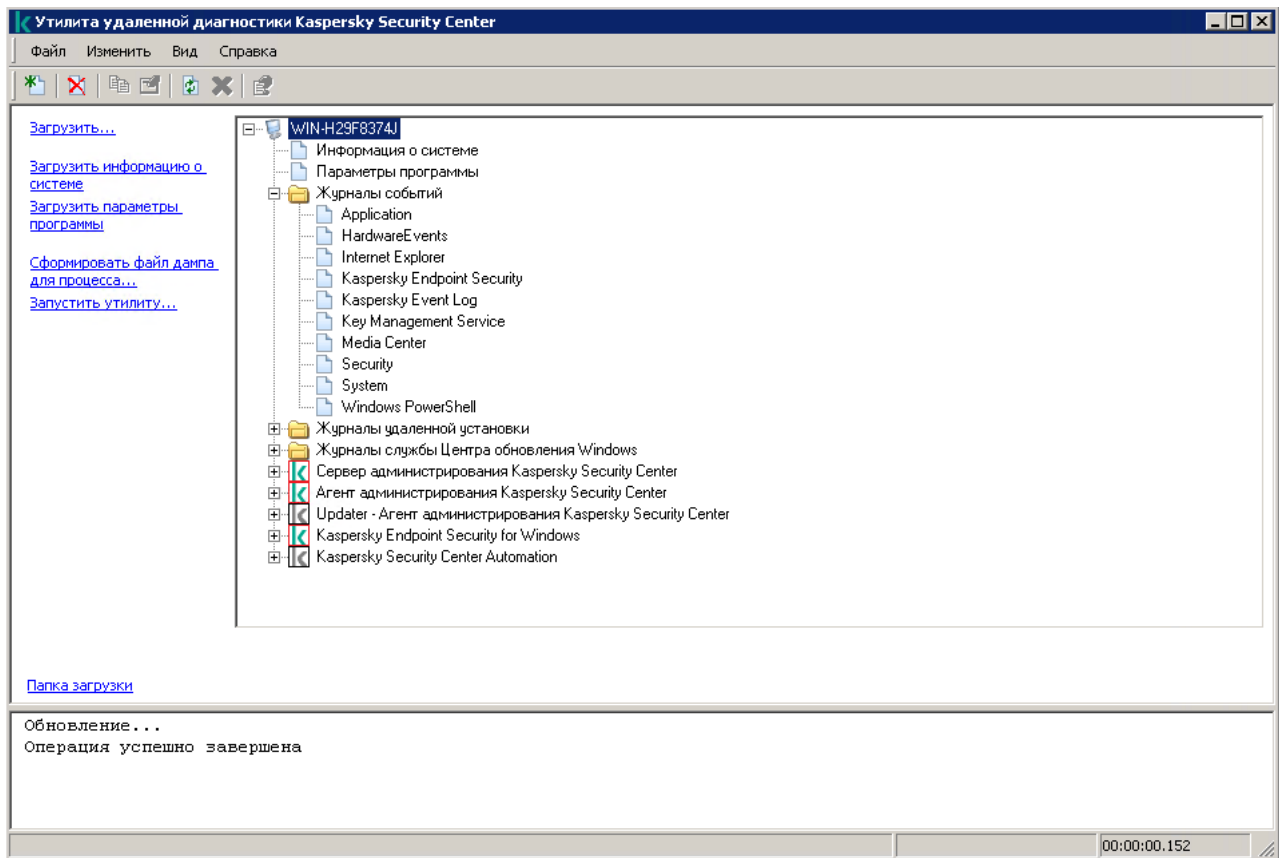 Утилита удаленной диагностики Kaspersky Security Center
Файл Изменить Вид Справка
Загрузить...
Загрузить информацию о
системе
Загрузить параметры
программы
Сформировать файл дампа
для процесса...
Запустить утилиту...
WIN-H29F8374J
Информация о системе
Параметры программы
Журналы событий
Application
HardwareEvents
Internet Explorer
Kaspersky Endpoint Security
Kaspersky Event Log
Key Management Service
Media Center
Security
System
Windows PowerShell
Журналы удаленной установки
Журналы службы Центра обновления Windows
Сервер администрирования Kaspersky Security Center
Агент администрирования Kaspersky Security Center
Updater - Агент администрирования Kaspersky Security Center
Kaspersky Endpoint Security for Windows
Kaspersky Security Center Automation
Папка загрузки
Обновление...
Операция успешно завершена
00:00:00.152